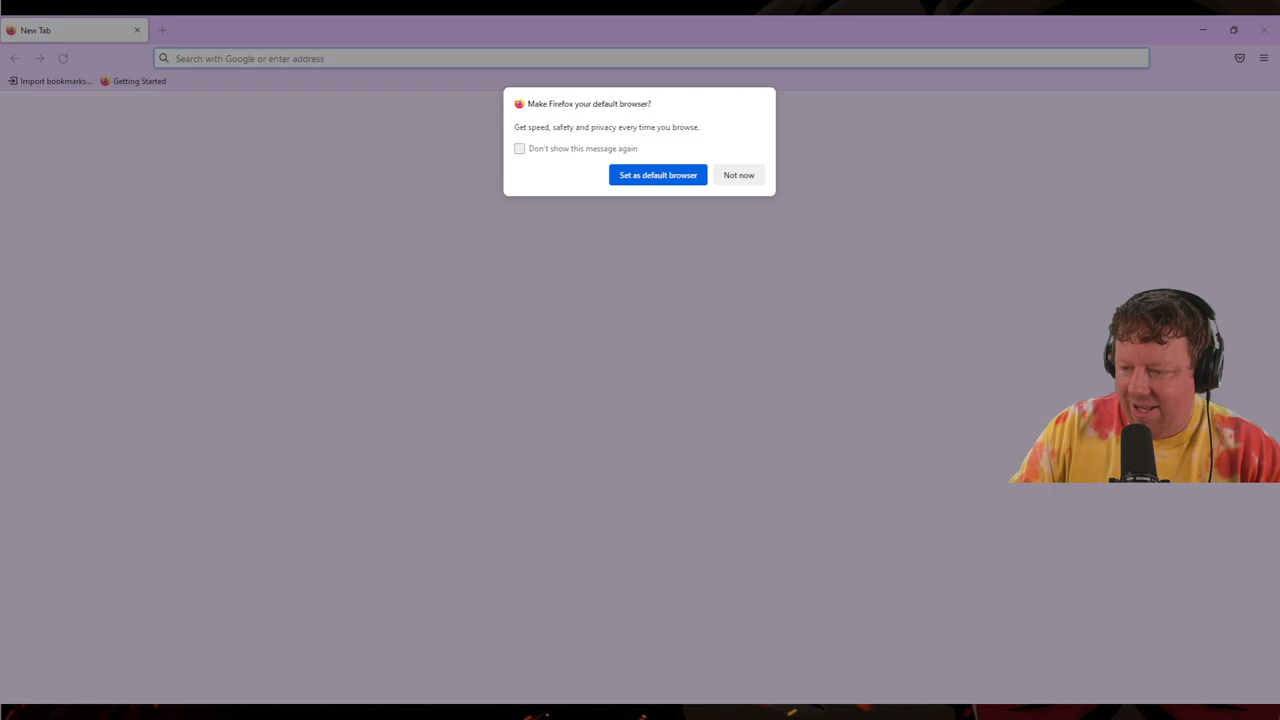 New Tab
Search with Google or enter address
Import bookmarks...
Getting Started
Make Firefox your default browser?
Get speed, safety and privacy every time you browse.
Don't show this message again
Set as default browser
Not now